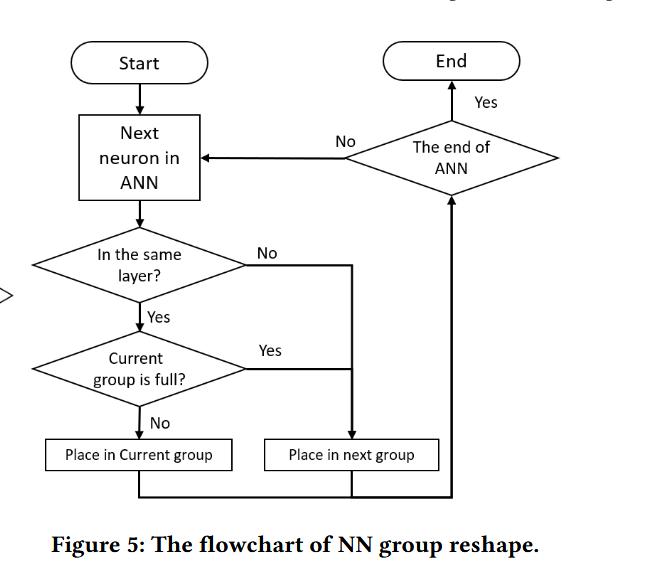 Start
End
Yes
Next
neuron in
ANN
No
The end of
ANN
In the same
layer?
No
Yes
Current
group is full?
Yes
No
Place in Current group
Place in next group
Figure 5: The flowchart of NN group reshape.